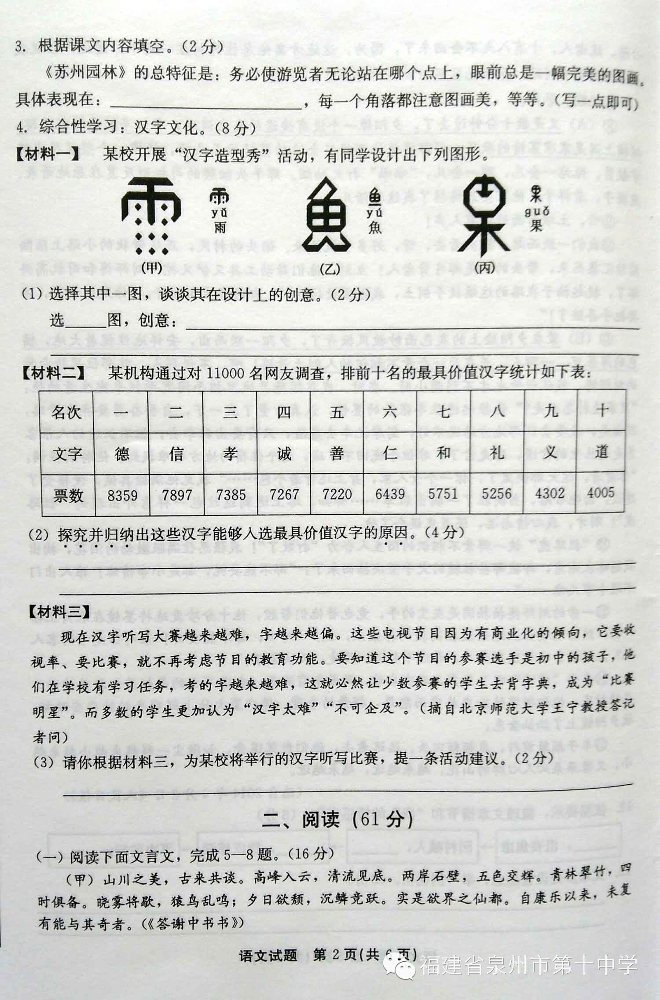 3. 根据课文内容填空。(2分)
《苏州园林》的总特征是：务必使游览者无论站在哪个点上，眼前总是一幅完美的图画。
具体表现在：____________，每一个角落都注意图画美，等等。(写一点即可)
4. 综合性学习：汉字文化。(8分)
【材料一】 某校开展“汉字造型秀”活动，有同学设计出下列图形。
雨 雨 魚 鱼 果 果
yǔ yú guǒ
雨 魚 果
(甲) (乙) (丙)
(1) 选择其中一图，谈谈其在设计上的创意。(2分)
选____图，创意：____________
【材料二】 某机构通过对11000名网友调查，排前十名的最具价值汉字统计如下表：
名次 一 二 三 四 五 六 七 八 九 十
文字 德 信 孝 诚 善 仁 和 礼 义 道
票数 8359 7897 7385 7267 7220 6439 5751 5256 4302 4005
(2) 探究并归纳出这些汉字能够入选最具价值汉字的原因。(4分)
【材料三】
现在汉字听写大赛越来越难，字越来越偏。这些电视节目因为有商业化的倾向，它要收
视率、要比赛，就不再考虑节目的教育功能。要知道这个节目的参赛选手是初中的孩子，他
们在学校有学习任务，考的字越来越难，这就必然让少数参赛的学生去背字典，成为“比赛
明星”。而多数的学生更加认为“汉字太难”“不可企及”。(摘自北京师范大学王宁教授答记
者问)
(3) 请你根据材料三，为某校将举行的汉字听写比赛，提一条活动建议。(2分)
二、阅读 (61分)
(一) 阅读下面文言文，完成5—8题。(16分)
(甲) 山川之美，古来共谈。高峰入云，清流见底。两岸石壁，五色交辉。青林翠竹，四
时俱备。晓雾将歇，猿鸟乱鸣；夕日欲颓，沉鳞竞跃。实是欲界之仙都。自康乐以来，未复
有能与其奇者。(《答谢中书书》)
语文试题 第2页(共6页)
福建省泉州市第十中学